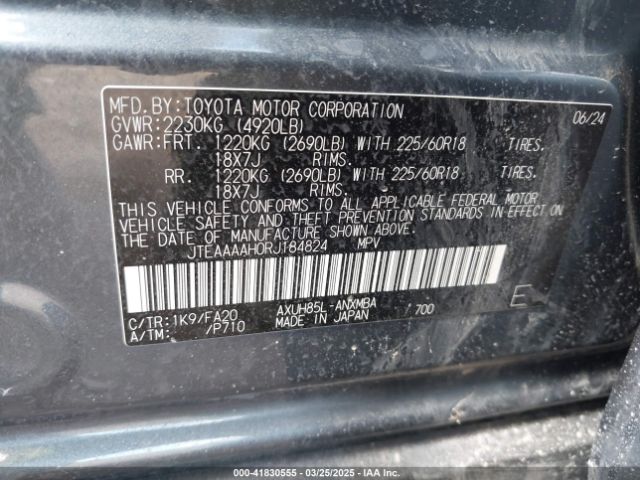 MFD.BY:TOYOTA MOTOR CORPORATION 06/24
GVWR:2230KG (4920LB)
GAWR:FRT. 1220KG (2690LB) WITH 225/60R18 TIRES.
18X7J RIMS.
RR. 1220KG (2690LB) WITH 225/60R18 TIRES.
18X7J RIMS.
THIS VEHICLE CONFORMS TO ALL APPLICABLE FEDERAL MOTOR
VEHICLE SAFETY AND THEFT PREVENTION STANDARDS IN EFFECT ON
THE DATE OF MANUFACTURE SHOWN ABOVE.
JTEAAAAH0RJ184824 MPV
C/TR:1K9/FA20 AXUH85L-ANXMBA /700 E
A/TM: /P710 MADE IN JAPAN
000-41830555 — 03/25/2025 — IAA Inc.